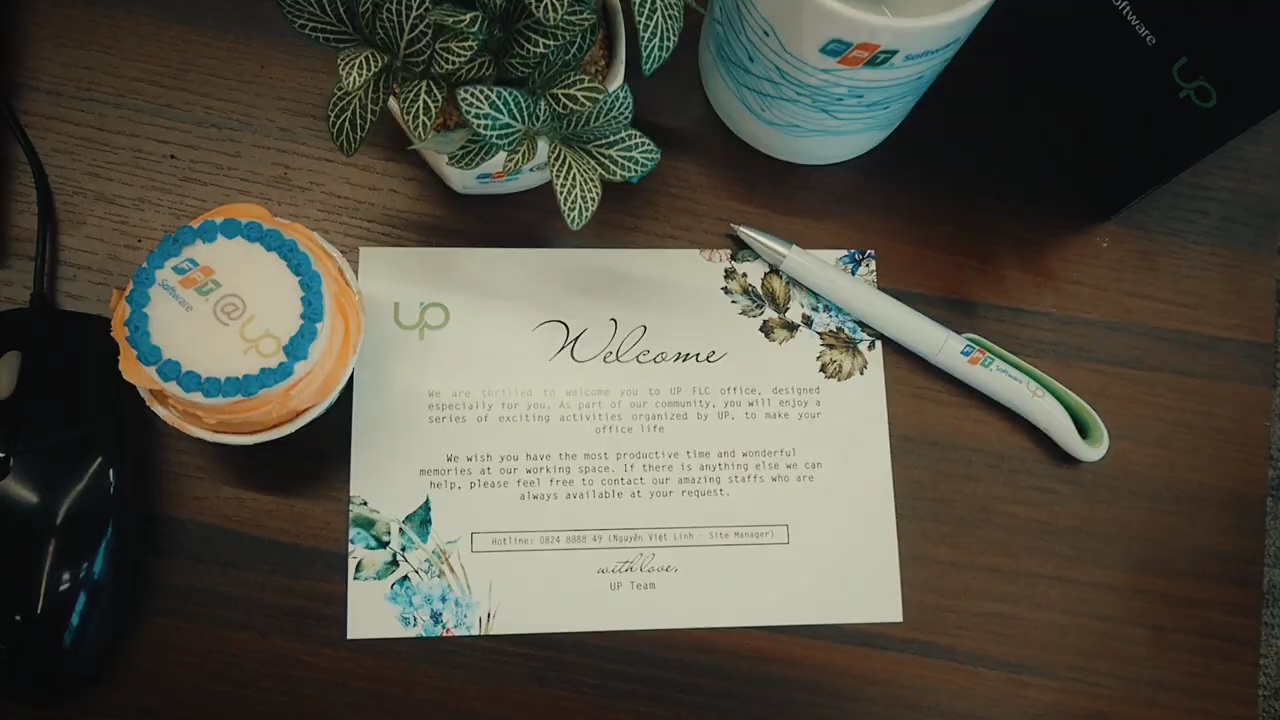 oftware
up
FPT Software
FPT
Software
@up
up
Welcome
We are thrilled to welcome you to UP FLC office, designed
especially for you. As part of our community, you will enjoy a
series of exciting activities organized by UP, to make your
office life
We wish you have the most productive time and wonderful
memories at our working space. If there is anything else we can
help, please feel free to contact our amazing staffs who are
always available at your request.
Hotline: 0824 8888 49 (Nguyễn Việt Linh - Site Manager)
with love,
UP Team
FPT Software up